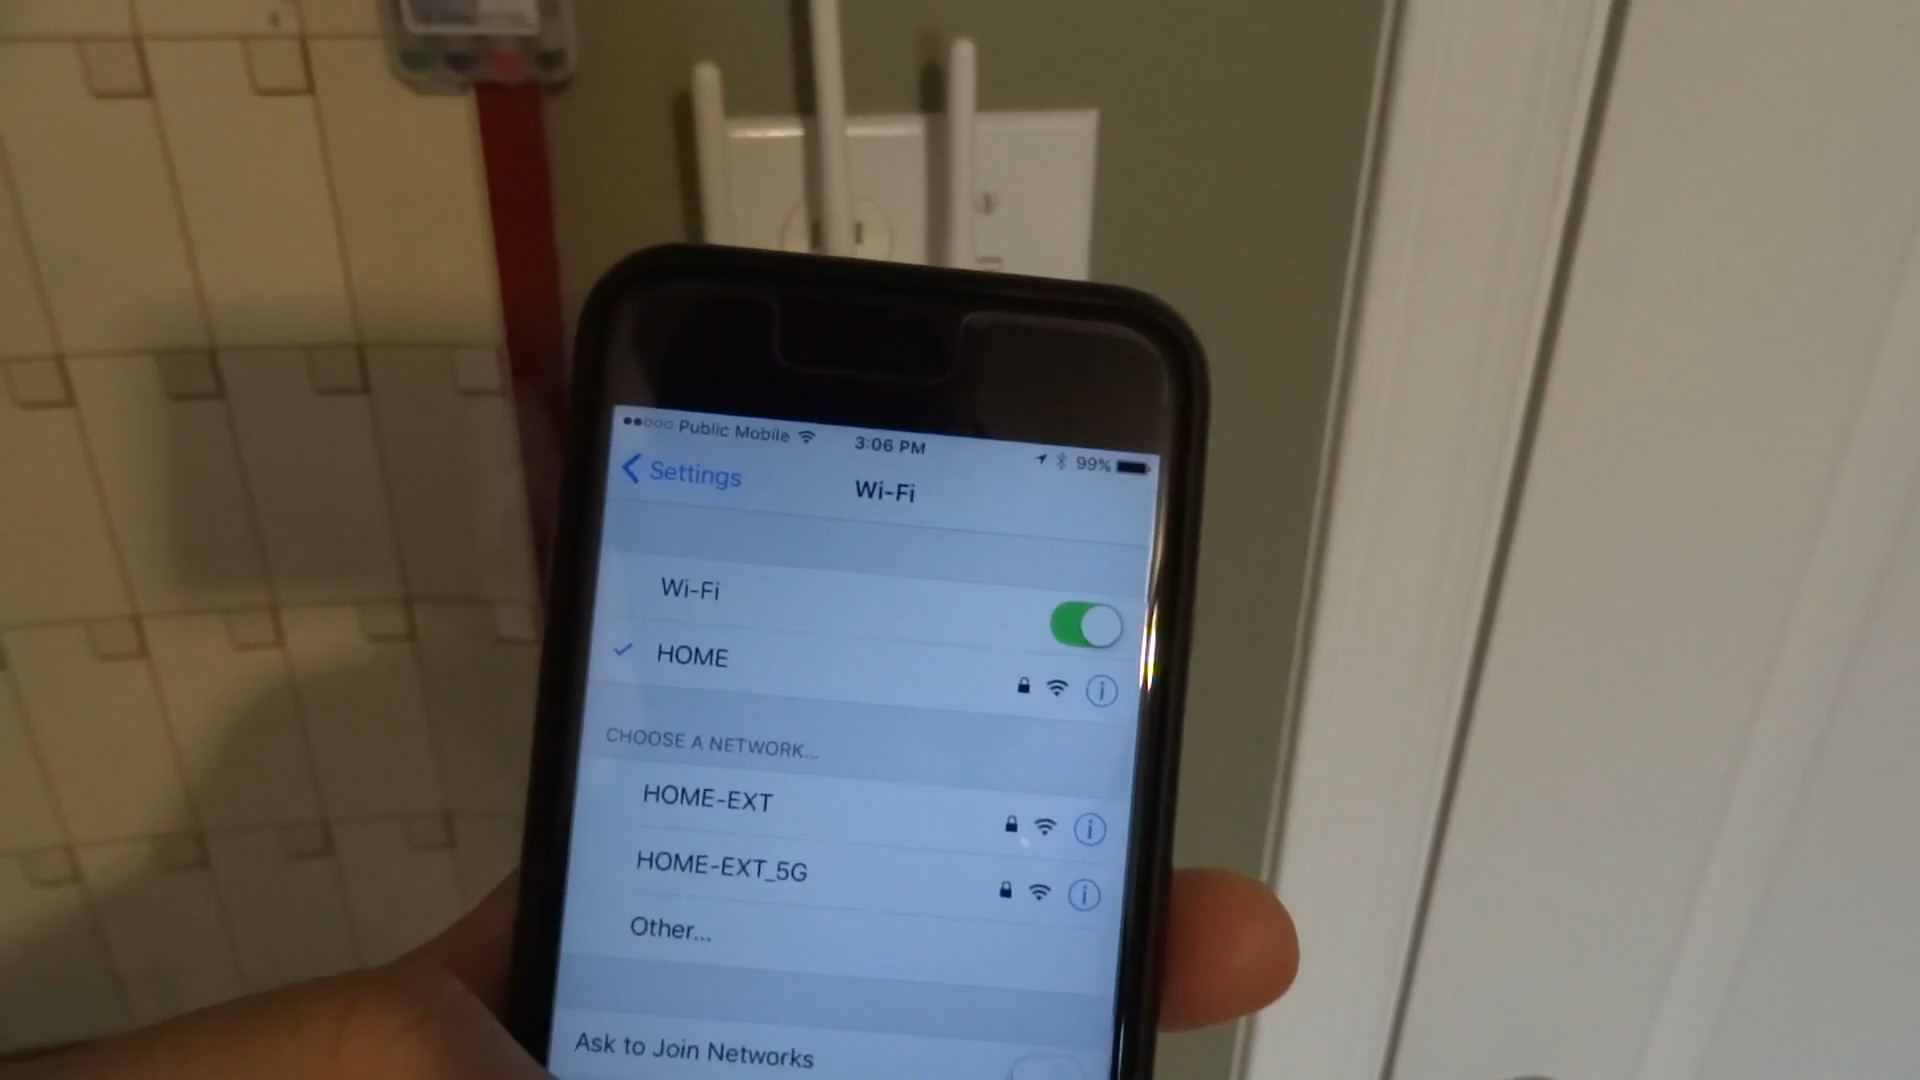 Public Mobile 3:06 PM 99%
Settings Wi-Fi
Wi-Fi
HOME
CHOOSE A NETWORK...
HOME-EXT
HOME-EXT_5G
Other...
Ask to Join Networks